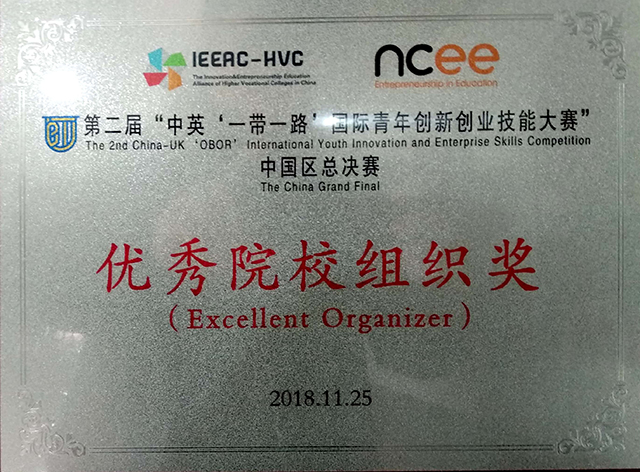 IEEAC-HVC
The Innovation&Entrepreneurship Education
Alliance of Higher Vocational Colleges in China
ncee
Entrepreneurship in Education
第二届“中英‘一带一路’国际青年创新创业技能大赛”
The 2nd China-UK ‘OBOR’ International Youth Innovation and Enterprise Skills Competition
中国区总决赛
The China Grand Final
优秀院校组织奖
(Excellent Organizer)
2018.11.25